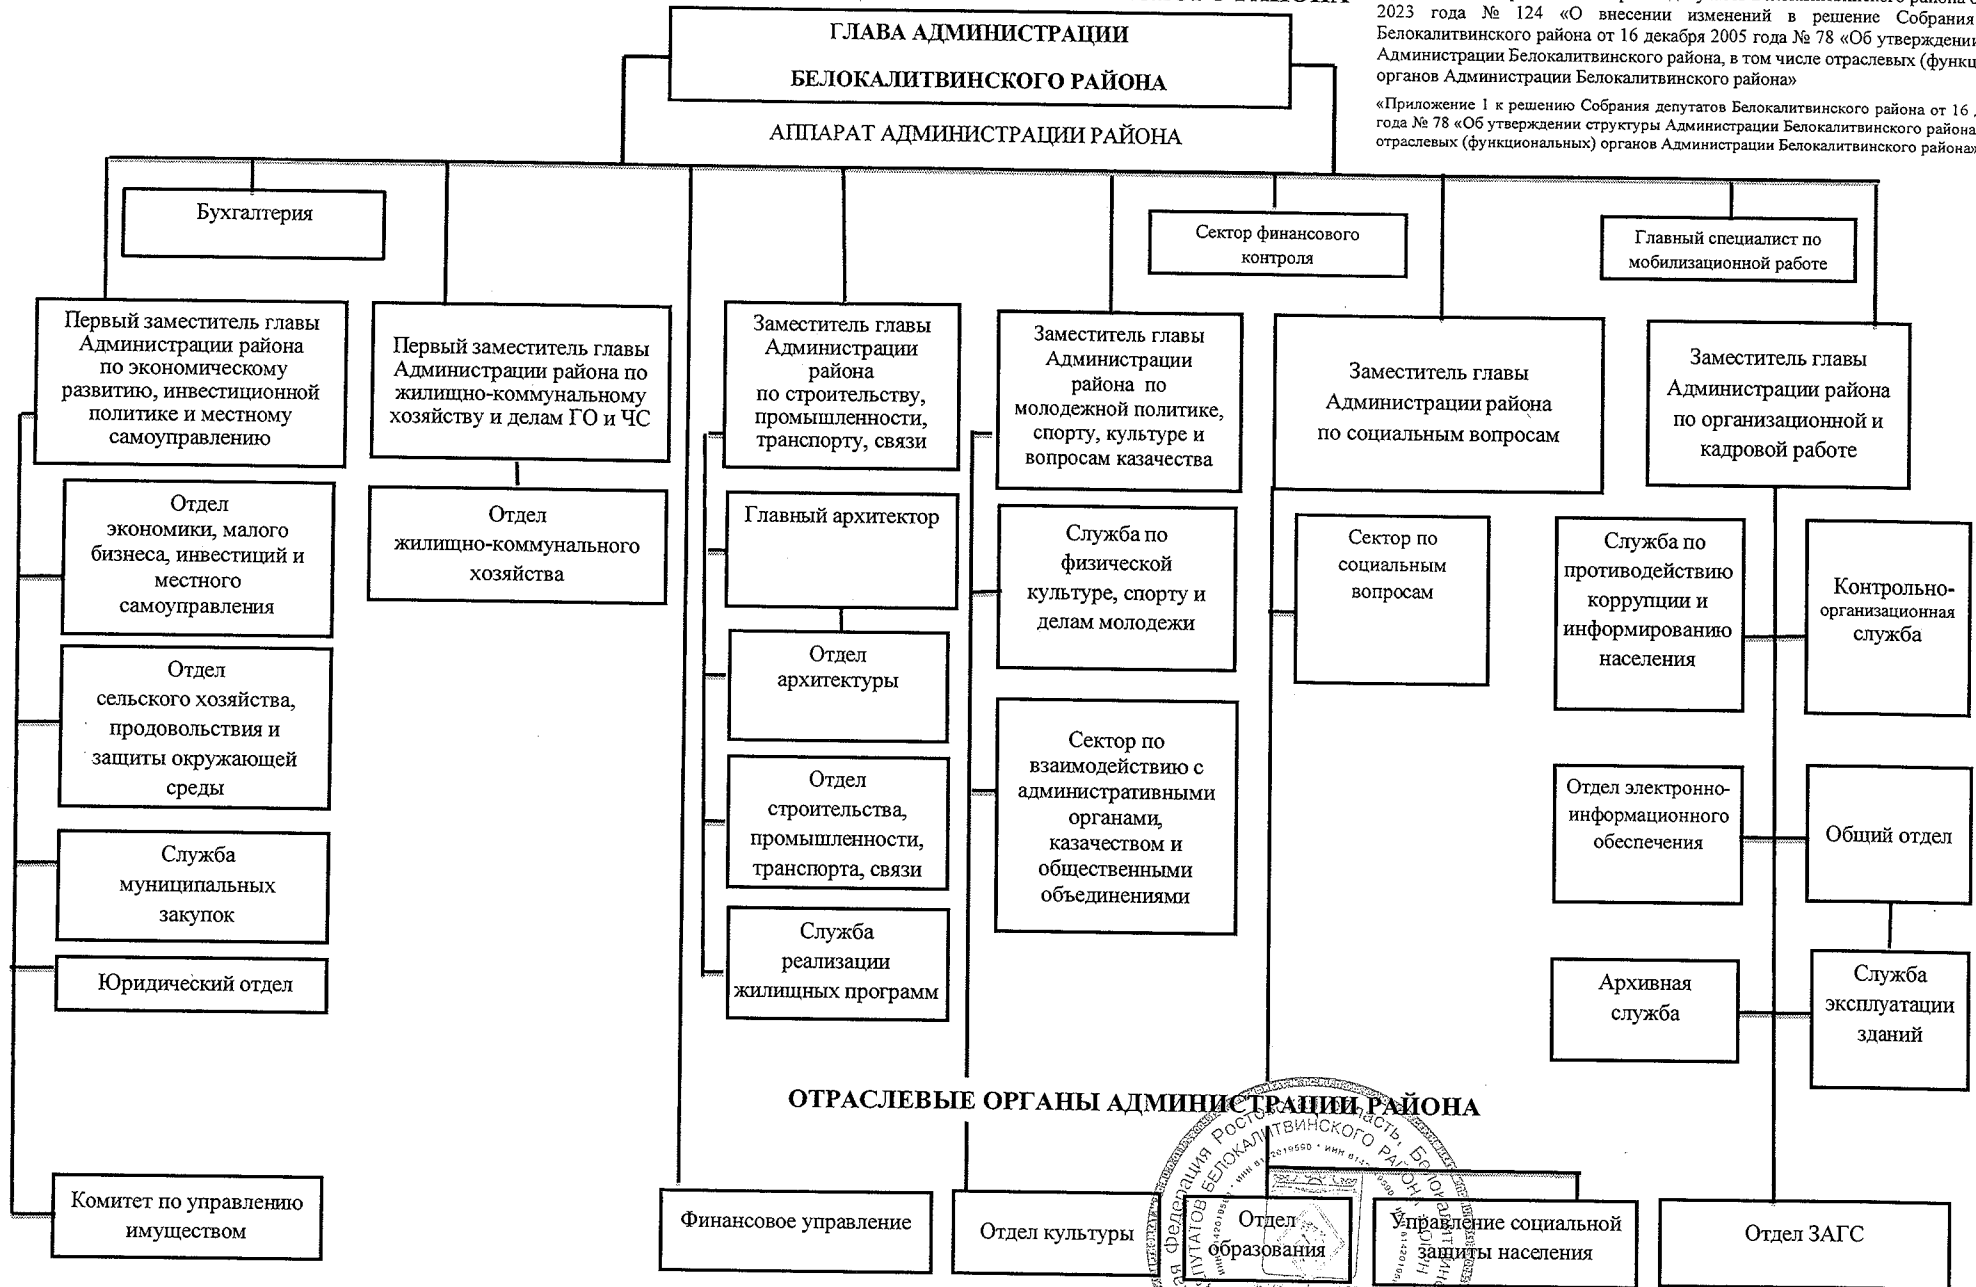 РАЙОНА
ГЛАВА АДМИНИСТРАЦИИ
БЕЛОКАЛИТВИНСКОГО РАЙОНА
АППАРАТ АДМИНИСТРАЦИИ РАЙОНА
2023 года № 124 «О внесении изменений в решение Собрания
Белокалитвинского района от 16 декабря 2005 года № 78 «Об утверждении
Администрации Белокалитвинского района, в том числе отраслевых (функц
органов Администрации Белокалитвинского района»
«Приложение 1 к решению Собрания депутатов Белокалитвинского района от 16
года № 78 «Об утверждении структуры Администрации Белокалитвинского района
отраслевых (функциональных) органов Администрации Белокалитвинского района»
Бухгалтерия
Сектор финансового
контроля
Главный специалист по
мобилизационной работе
Первый заместитель главы
Администрации района
по экономическому
развитию, инвестиционной
политике и местному
самоуправлению
Первый заместитель главы
Администрации района по
жилищно-коммунальному
хозяйству и делам ГО и ЧС
Заместитель главы
Администрации
района
по строительству,
промышленности,
транспорту, связи
Заместитель главы
Администрации
района по
молодежной политике,
спорту, культуре и
вопросам казачества
Заместитель главы
Администрации района
по социальным вопросам
Заместитель главы
Администрации района
по организационной и
кадровой работе
Отдел
экономики, малого
бизнеса, инвестиций и
местного
самоуправления
Отдел
жилищно-коммунального
хозяйства
Главный архитектор
Служба по
физической
культуре, спорту и
делам молодежи
Сектор по
социальным
вопросам
Служба по
противодействию
коррупции и
информированию
населения
Контрольно-
организационная
служба
Отдел
сельского хозяйства,
продовольствия и
защиты окружающей
среды
Отдел
архитектуры
Сектор по
взаимодействию с
административными
органами,
казачеством и
общественными
объединениями
Отдел
строительства,
промышленности,
транспорта, связи
Отдел электронно-
информационного
обеспечения
Общий отдел
Служба
муниципальных
закупок
Служба
реализации
жилищных программ
Юридический отдел
Архивная
служба
Служба
эксплуатации
зданий
ОТРАСЛЕВЫЕ ОРГАНЫ АДМИНИСТРАЦИИ РАЙОНА
Комитет по управлению
имуществом
Финансовое управление
Отдел культуры
Отдел
образования
Управление социальной
защиты населения
Отдел ЗАГС